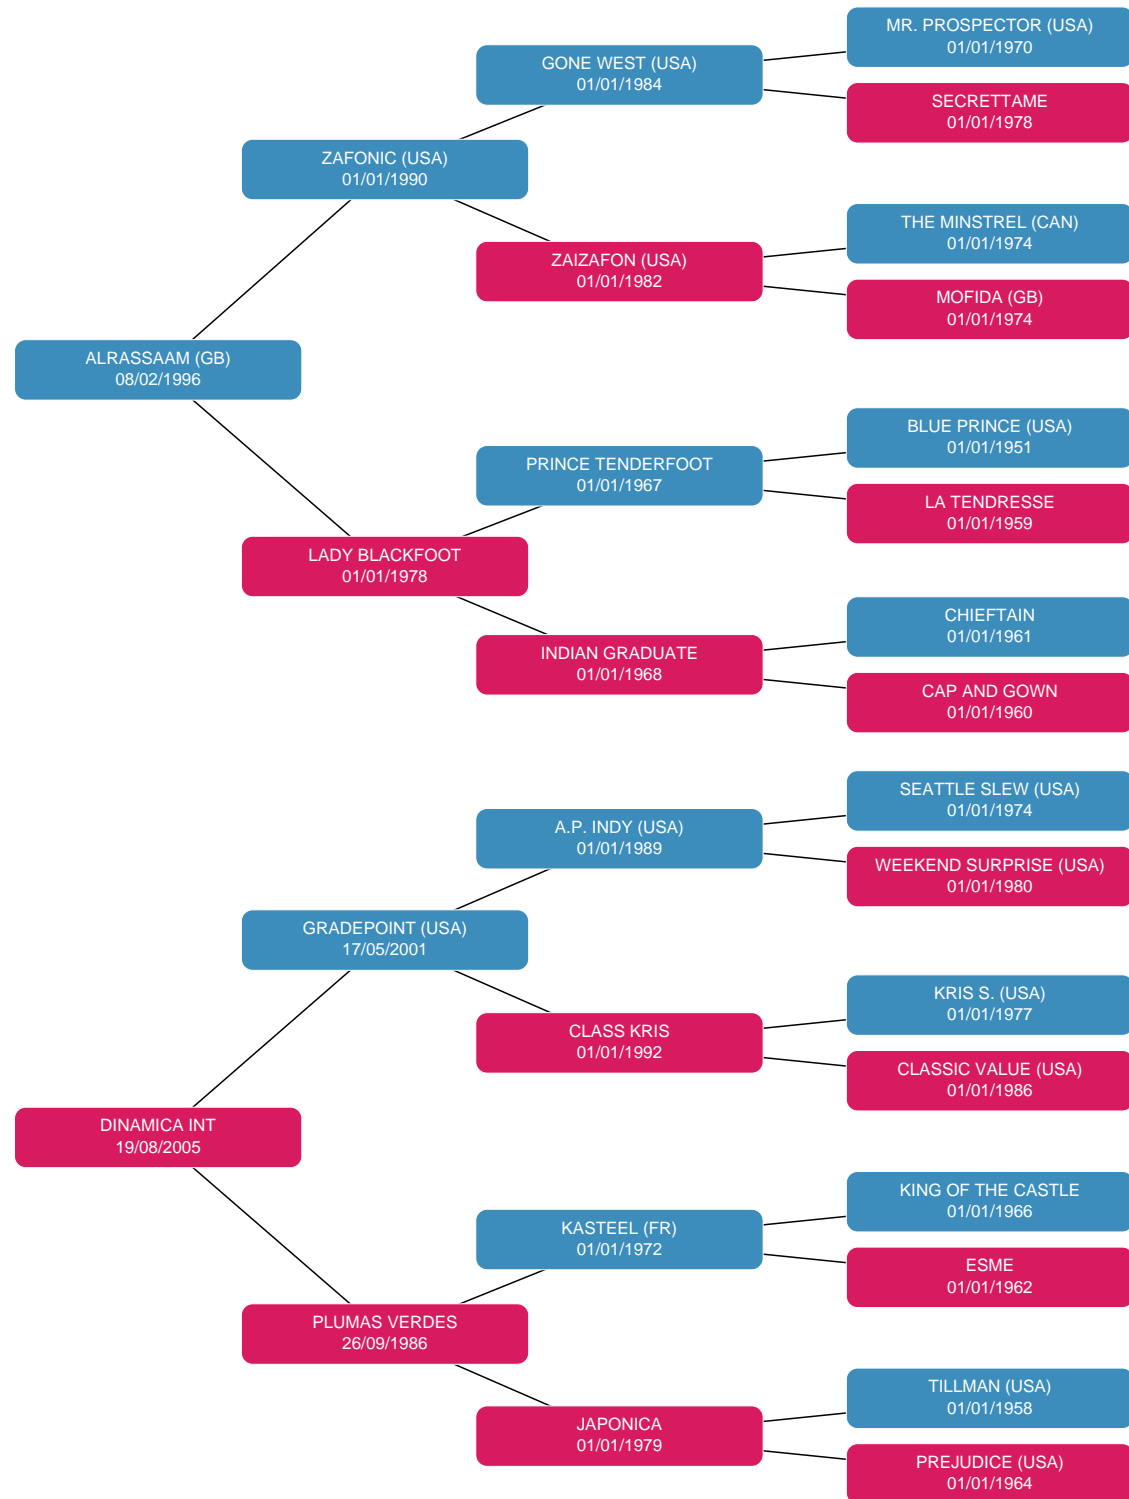 MR. PROSPECTOR (USA)
01/01/1970
GONE WEST (USA)
01/01/1984
SECRETTAME
01/01/1978
ZAFONIC (USA)
01/01/1990
THE MINSTREL (CAN)
01/01/1974
ZAIZAFON (USA)
01/01/1982
MOFIDA (GB)
01/01/1974
ALRASSAAM (GB)
08/02/1996
BLUE PRINCE (USA)
01/01/1951
PRINCE TENDERFOOT
01/01/1967
LA TENDRESSE
01/01/1959
LADY BLACKFOOT
01/01/1978
CHIEFTAIN
01/01/1961
INDIAN GRADUATE
01/01/1968
CAP AND GOWN
01/01/1960
SEATTLE SLEW (USA)
01/01/1974
A.P. INDY (USA)
01/01/1989
WEEKEND SURPRISE (USA)
01/01/1980
GRADEPOINT (USA)
17/05/2001
KRIS S. (USA)
01/01/1977
CLASS KRIS
01/01/1992
CLASSIC VALUE (USA)
01/01/1986
DINAMICA INT
19/08/2005
KING OF THE CASTLE
01/01/1966
KASTEEL (FR)
01/01/1972
ESME
01/01/1962
PLUMAS VERDES
26/09/1986
TILLMAN (USA)
01/01/1958
JAPONICA
01/01/1979
PREJUDICE (USA)
01/01/1964